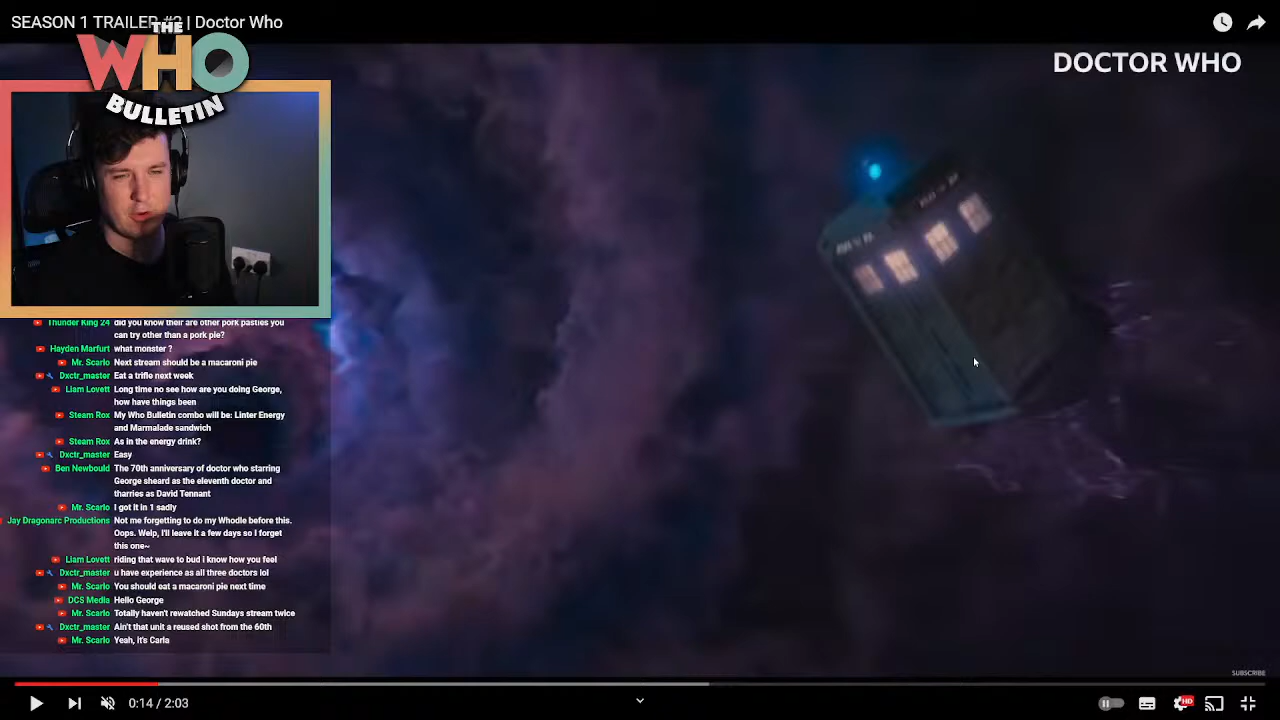 SEASON 1 TRAILER #2 | Doctor Who
THE
WHO
BULLETIN
DOCTOR WHO
Thunder King 24 did you know their are other pork pasties you
can try other than a pork pie?
Hayden Marfurt what monster ?
Mr. Scarlo Next stream should be a macaroni pie
Dxctr_master Eat a trifle next week
Liam Lovett Long time no see how are you doing George,
how have things been
Steam Rox My Who Bulletin combo will be: Linter Energy
and Marmalade sandwich
Steam Rox As in the energy drink?
Dxctr_master Easy
Ben Newbould The 70th anniversary of doctor who starring
George sheard as the eleventh doctor and
tharries as David Tennant
Mr. Scarlo I got it in 1 sadly
Jay Dragonarc Productions Not me forgetting to do my Whodle before this.
Oops. Welp, I'll leave it a few days so I forget
this one~
Liam Lovett riding that wave to bud i know how you feel
Dxctr_master u have experience as all three doctors lol
Mr. Scarlo You should eat a macaroni pie next time
DCS Media Hello George
Mr. Scarlo Totally haven't rewatched Sundays stream twice
Dxctr_master Ain't that unit a reused shot from the 60th
Mr. Scarlo Yeah, it's Carla
SUBSCRIBE
0:14 / 2:03
HD